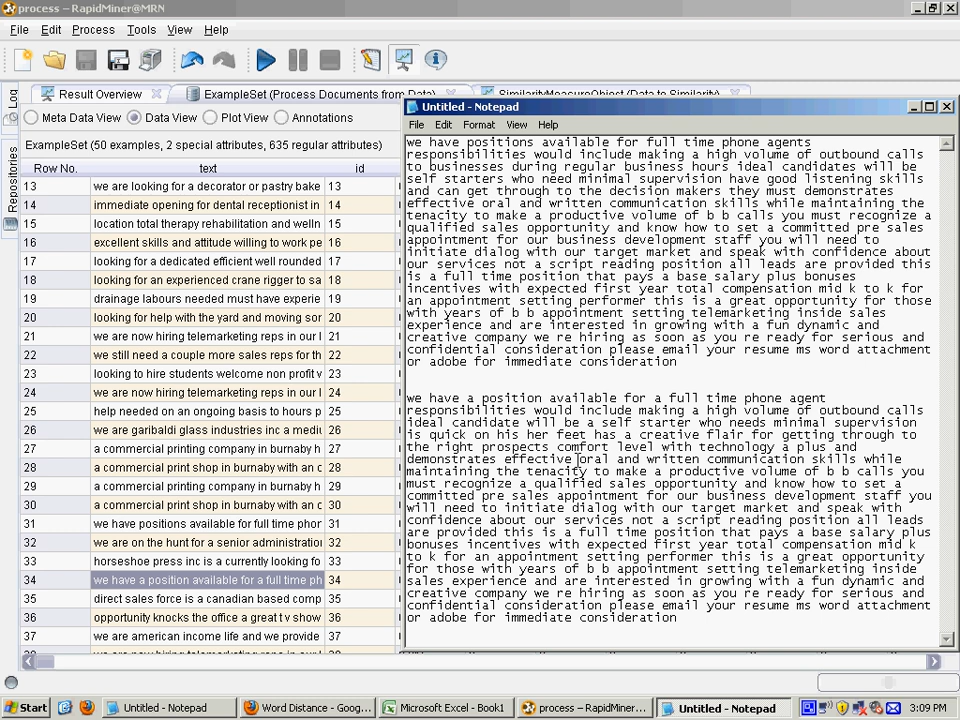 process – RapidMiner@MRN
File Edit Process Tools View Help
Result Overview
ExampleSet (Process Documents from Data)
SimilarityMeasureObject (Data to Similarity)
Log
Repositories
Meta Data View Data View Plot View Annotations
ExampleSet (50 examples, 2 special attributes, 635 regular attributes)
Row No. text id
13 we are looking for a decorator or pastry bake 13
14 immediate opening for dental receptionist in 14
15 location total therapy rehabilitation and welln 15
16 excellent skills and attitude willing to work pe 16
17 looking for a dedicated efficient well rounded 17
18 looking for an experienced crane rigger to sa 18
19 drainage labours needed must have experie 19
20 looking for help with the yard and moving sor 20
21 we are now hiring telemarketing reps in our l 21
22 we still need a couple more sales reps for th 22
23 looking to hire students welcome non profit v 23
24 we are now hiring telemarketing reps in our l 24
25 help needed on an ongoing basis to hours p 25
26 we are garibaldi glass industries inc a mediu 26
27 a commercial printing company in burnaby h 27
28 a commercial print shop in burnaby with an c 28
29 a commercial printing company in burnaby h 29
30 a commercial print shop in burnaby with an c 30
31 we have positions available for full time phor 31
32 we are on the hunt for a senior administration 32
33 horseshoe press inc is a currently looking fo 33
34 we have a position available for a full time ph 34
35 direct sales force is a canadian based comp 35
36 opportunity knocks the office a great t v show 36
37 we are american income life and we provide 37
Untitled - Notepad
File Edit Format View Help
we have positions available for full time phone agents
responsibilities would include making a high volume of outbound calls
to businesses during regular business hours ideal candidates will be
self starters who need minimal supervision have good listening skills
and can get through to the decision makers they must demonstrates
effective oral and written communication skills while maintaining the
tenacity to make a productive volume of b b calls you must recognize a
qualified sales opportunity and know how to set a committed pre sales
appointment for our business development staff you will need to
initiate dialog with our target market and speak with confidence about
our services not a script reading position all leads are provided this
is a full time position that pays a base salary plus bonuses
incentives with expected first year total compensation mid k to k for
an appointment setting performer this is a great opportunity for those
with years of b b appointment setting telemarketing inside sales
experience and are interested in growing with a fun dynamic and
creative company we re hiring as soon as you re ready for serious and
confidential consideration please email your resume ms word attachment
or adobe for immediate consideration
we have a position available for a full time phone agent
responsibilities would include making a high volume of outbound calls
ideal candidate will be a self starter who needs minimal supervision
is quick on his her feet has a creative flair for getting through to
the right prospects comfort level with technology a plus and
demonstrates effective oral and written communication skills while
maintaining the tenacity to make a productive volume of b b calls you
must recognize a qualified sales opportunity and know how to set a
committed pre sales appointment for our business development staff you
will need to initiate dialog with our target market and speak with
confidence about our services not a script reading position all leads
are provided this is a full time position that pays a base salary plus
bonuses incentives with expected first year total compensation mid k
to k for an appointment setting performer this is a great opportunity
for those with years of b b appointment setting telemarketing inside
sales experience and are interested in growing with a fun dynamic and
creative company we re hiring as soon as you re ready for serious and
confidential consideration please email your resume ms word attachment
or adobe for immediate consideration
Start Untitled - Notepad Word Distance - Goog... Microsoft Excel - Book1 process – RapidMiner... Untitled - Notepad 3:09 PM